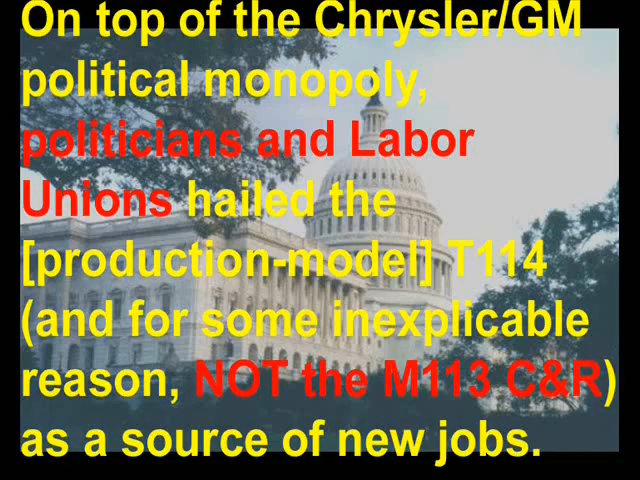 On top of the Chrysler/GM
political monopoly,
politicians and Labor
Unions hailed the
[production-model] T114
(and for some inexplicable
reason, NOT the M113 C&R)
as a source of new jobs.